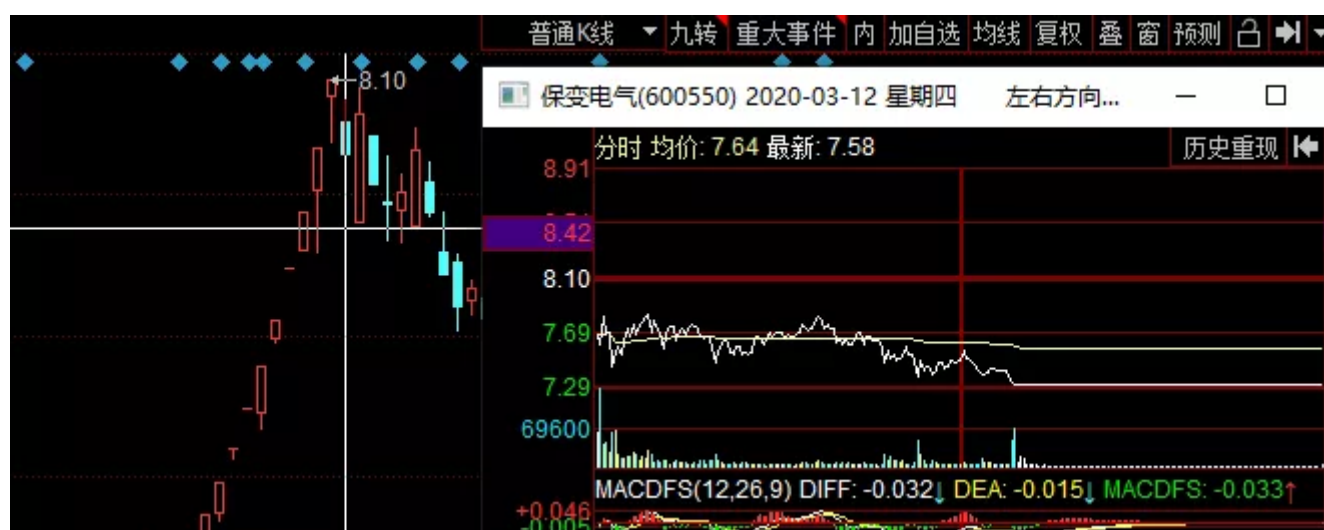 普通K线 九转 重大事件 内 加自选 均线 复权 叠 窗 预测
8.10
保变电气(600550) 2020-03-12 星期四 左右方向...
分时 均价: 7.64 最新: 7.58 历史重现
8.91
8.42
8.10
7.69
7.29
69600
MACDFS(12,26,9) DIFF: -0.032↓ DEA: -0.015↓ MACDFS: -0.033↑
+0.046
-0.005